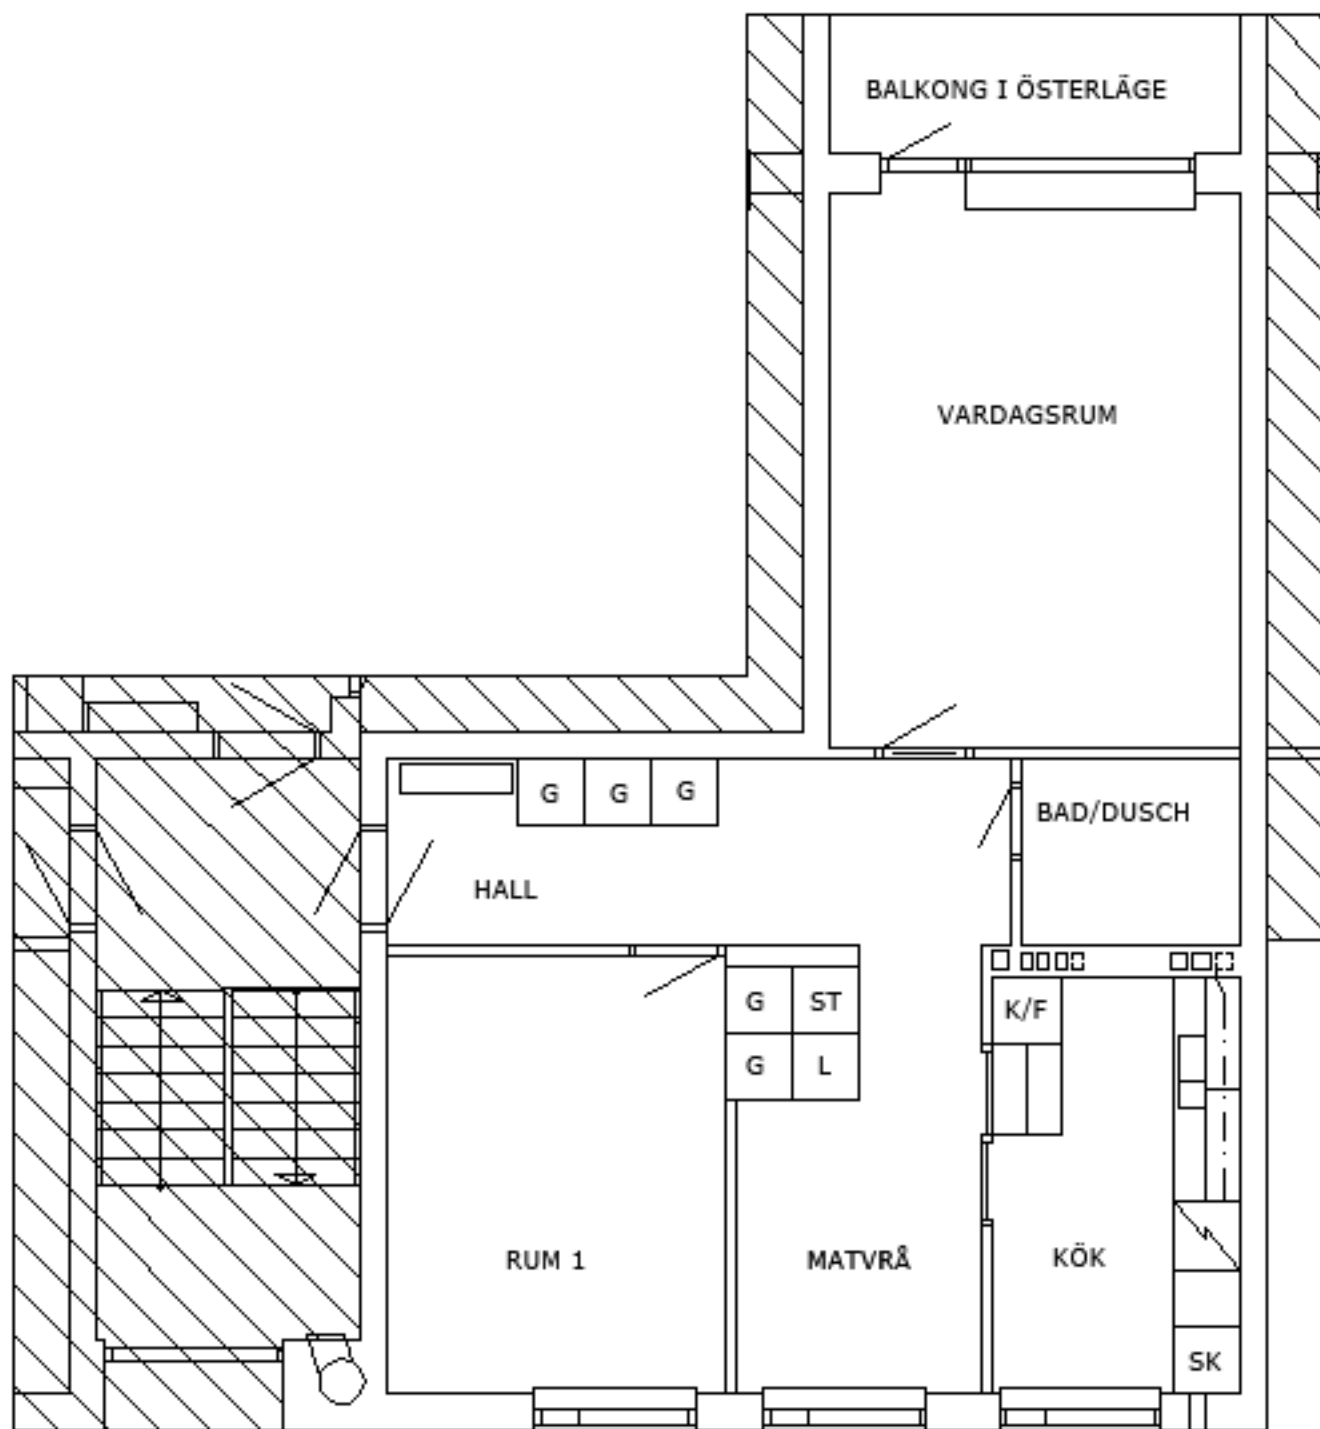 BALKONG I ÖSTERLÄGE
VARDAGSRUM
G G G
BAD/DUSCH
HALL
G ST
K/F
G L
RUM 1
MATVRÅ
KÖK
SK